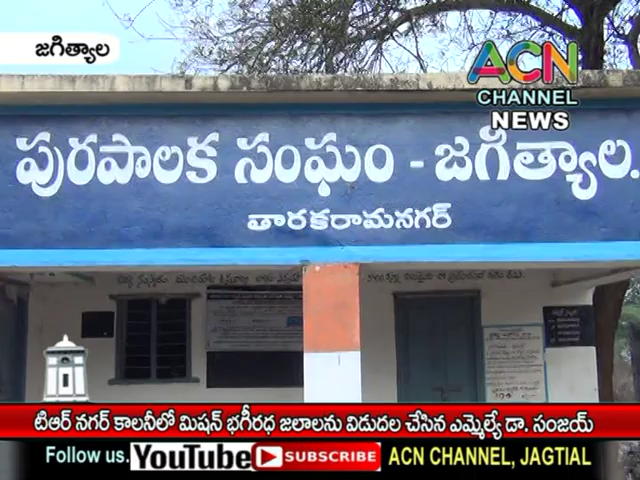 జగిత్యాల
ACN
CHANNEL
NEWS
పురపాలక సంఘం - జగిత్యాల.
తారకరామనగర్
టిఆర్ నగర్ కాలనీలో మిషన్ భగీరధ జలాలను విడుదల చేసిన ఎమ్మెల్యే డా. సంజయ్
Follow us. YouTube SUBSCRIBE ACN CHANNEL, JAGTIAL